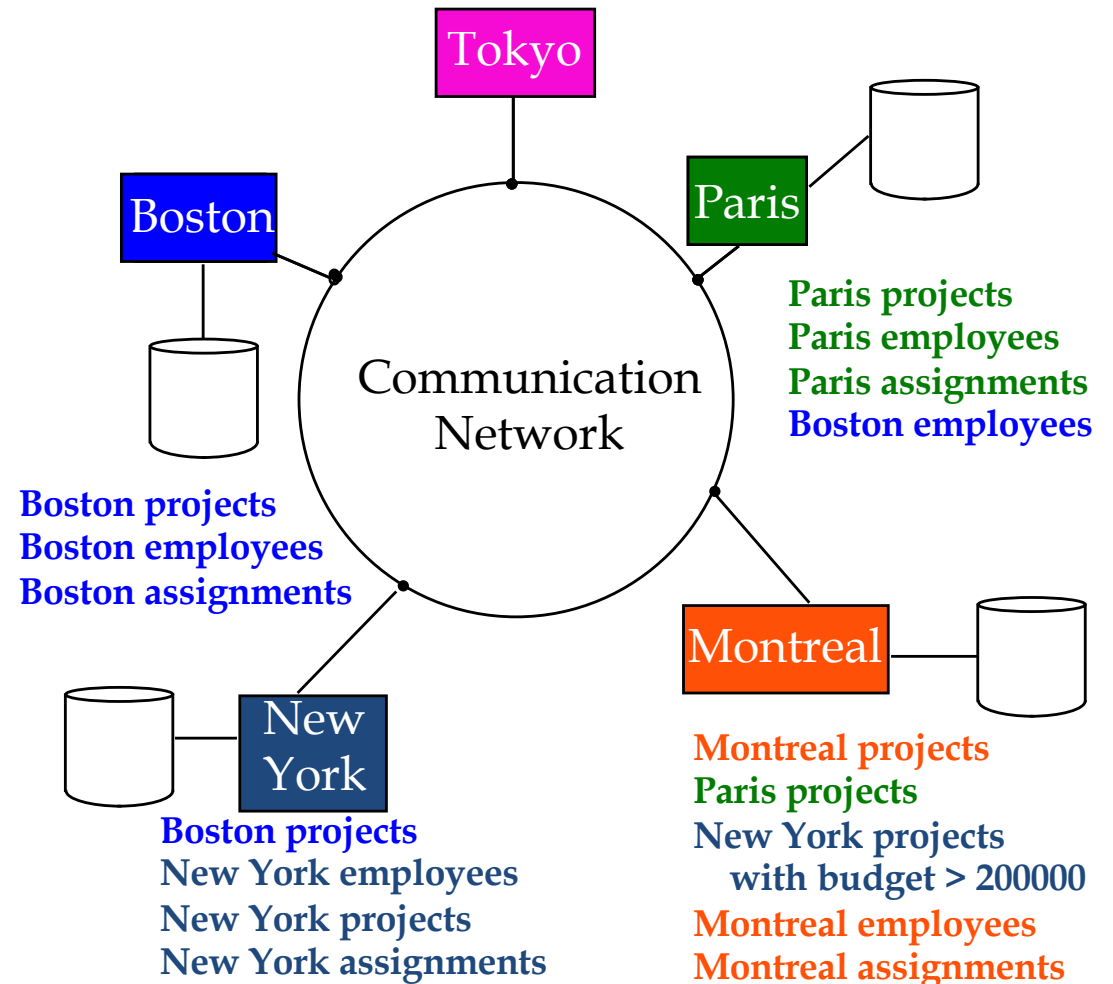 Tokyo
Paris
Boston
Paris projects
Paris employees
Paris assignments
Boston employees
Communication
Network
Boston projects
Boston employees
Boston assignments
Montreal
New
York
Montreal projects
Paris projects
New York projects
with budget > 200000
Montreal employees
Montreal assignments
Boston projects
New York employees
New York projects
New York assignments